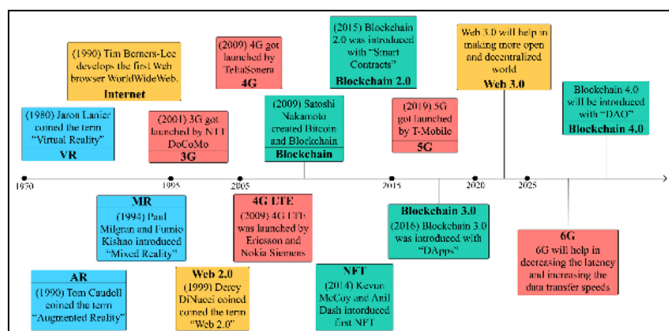 (1990) Tim Berners-Lee
develops the first Web
browser WorldWideWeb.
Internet
(2009) 4G got
launched by
TeliaSonera
4G
(2015) Blockchain
2.0 was introduced
with "Smart
Contracts"
Blockchain 2.0
Web 3.0 will help in
making more open
and decentralized
world
Web 3.0
(1980) Jaron Lanier
coined the term
"Virtual Reality"
VR
(2001) 3G got
launched by NTT
DoCoMo
3G
(2009) Satoshi
Nakamoto
created Bitcoin
and Blockchain
Blockchain
(2019) 5G
got launched
by T-Mobile
5G
Blockchain 4.0
will be introduced
with "DAO"
Blockchain 4.0
1970
1995
2005
2015
2020
2025
MR
(1994) Paul
Milgran and Fumio
Kishao introduced
"Mixed Reality"
4G LTE
(2009) 4G LTE
was launched by
Ericsson and
Nokia Siemens
Blockchain 3.0
(2016) Blockchain 3.0
was introduced with
"DApps"
6G
6G will help in
decreasing the latency
and increasing the
data transfer speeds
AR
(1990) Tom Caudell
coined the term
"Augmented Reality"
Web 2.0
(1999) Darcy
DiNucci coined
coined the term
"Web 2.0"
NFT
(2014) Kevun
McCoy and Anil
Dash intorduced
first NFT